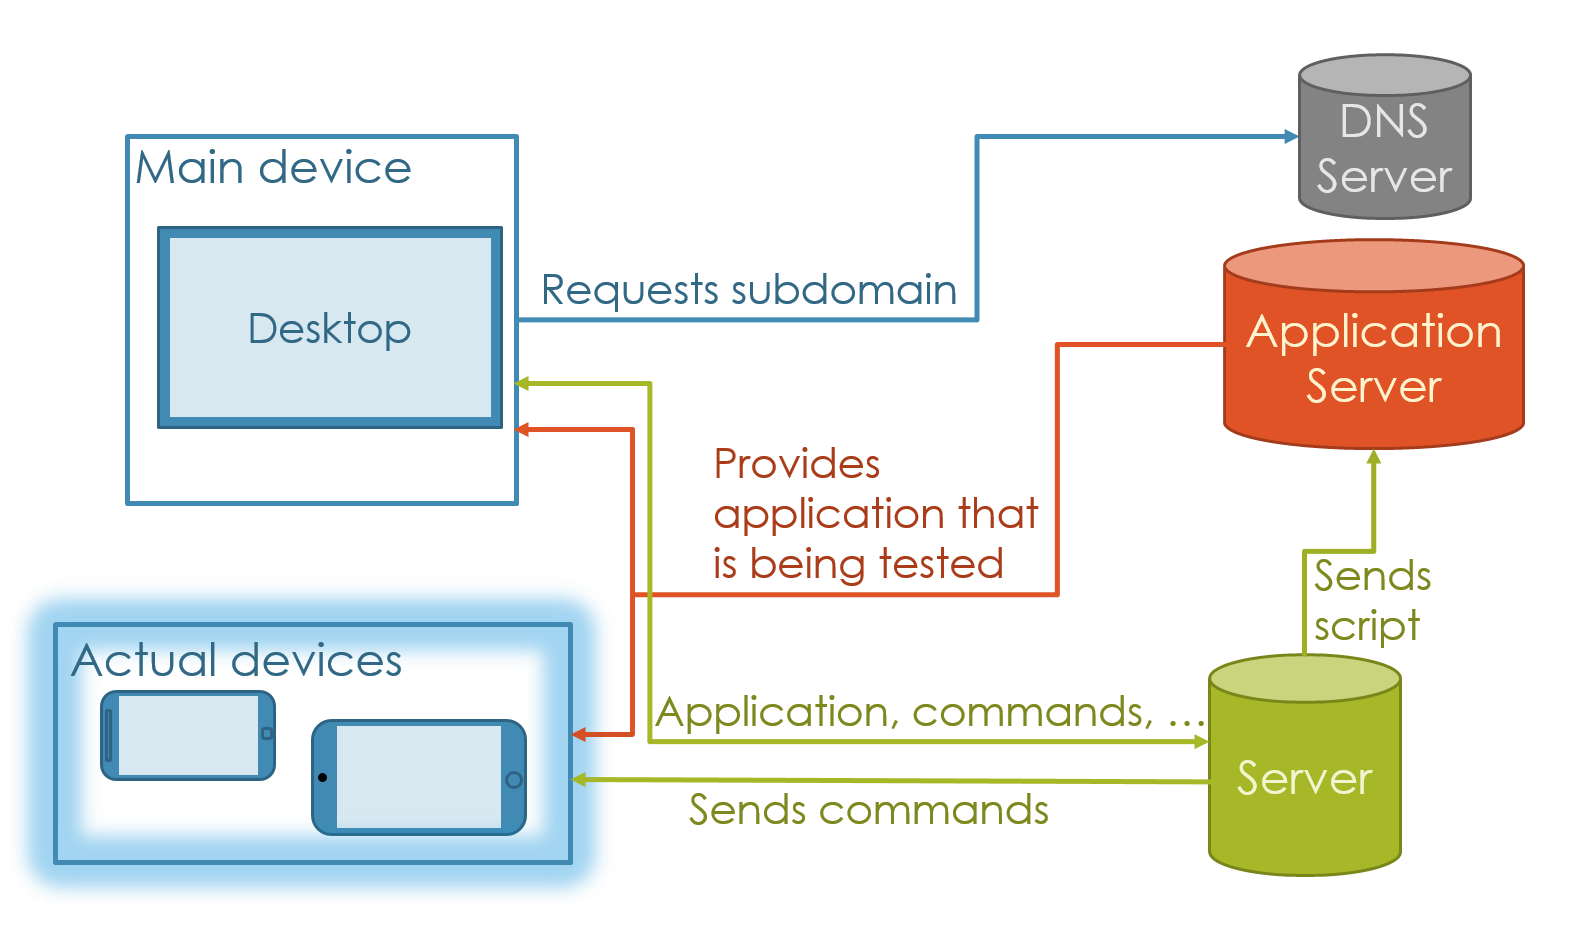 DNS
Server
Main device
Requests subdomain
Desktop
Application
Server
Provides
application that
is being tested
Sends
script
Actual devices
Application, commands, ...
Server
Sends commands